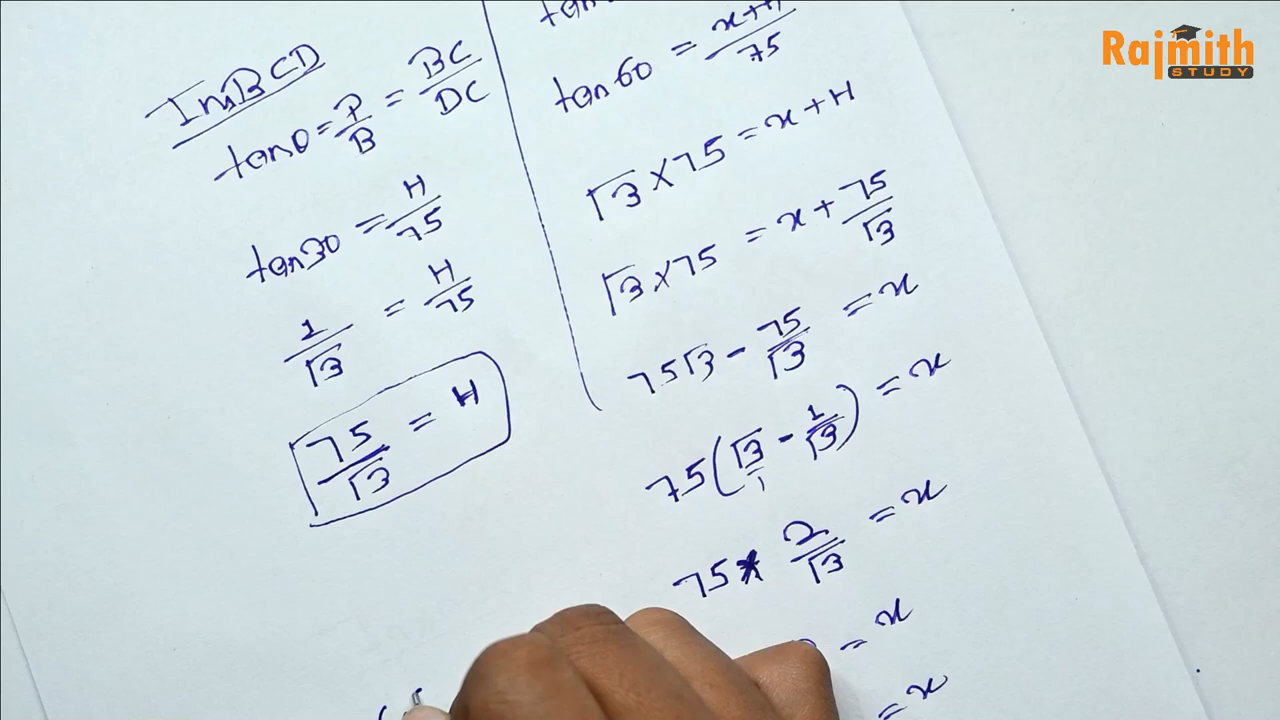 In ΔBCD
tanθ = P/B = BC/DC
tan30 = H/75
1/√3 = H/75
75/√3 = H
tan60 = x+H/75
√3 × 75 = x + H
√3 × 75 = x + 75/√3
75√3 - 75/√3 = x
75(√3/1 - 1/√3) = x
75 × 2/√3 = x
= x
= x
Rajmith
STUDY